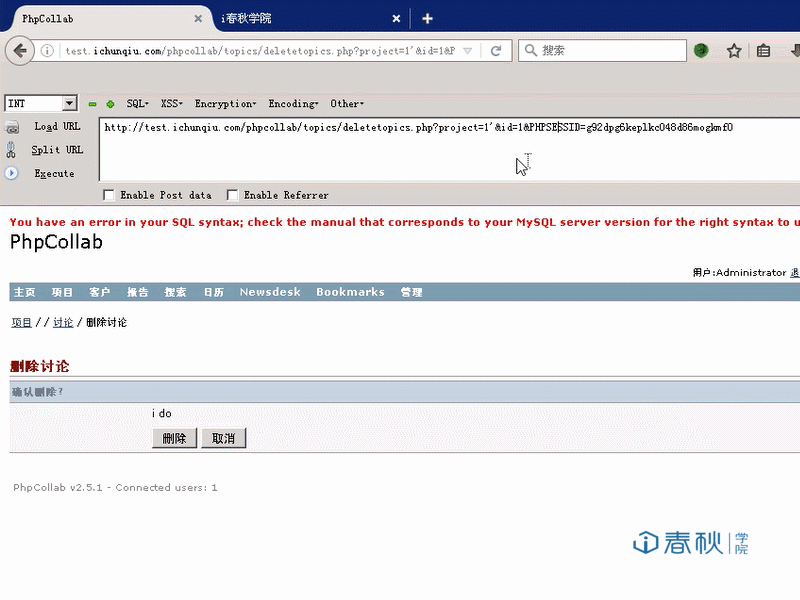 PhpCollab
i春秋学院
test.ichunqiu.com/phpcollab/topics/deletetopics.php?project=1'&id=1&P
搜索
INT
SQL XSS Encryption Encoding Other
Load URL
http://test.ichunqiu.com/phpcollab/topics/deletetopics.php?project=1'&id=1&PHPSESSID=g92dpg6keplkc048d86mogkmf0
Split URL
Execute
Enable Post data Enable Referrer
You have an error in your SQL syntax; check the manual that corresponds to your MySQL server version for the right syntax to u
PhpCollab
用户:Administrator 退
主页 项目 客户 报告 搜索 日历 Newsdesk Bookmarks 管理
项目 / / 讨论 / 删除讨论
删除讨论
确认删除?
i do
删除 取消
PhpCollab v2.5.1 - Connected users: 1
春秋学院